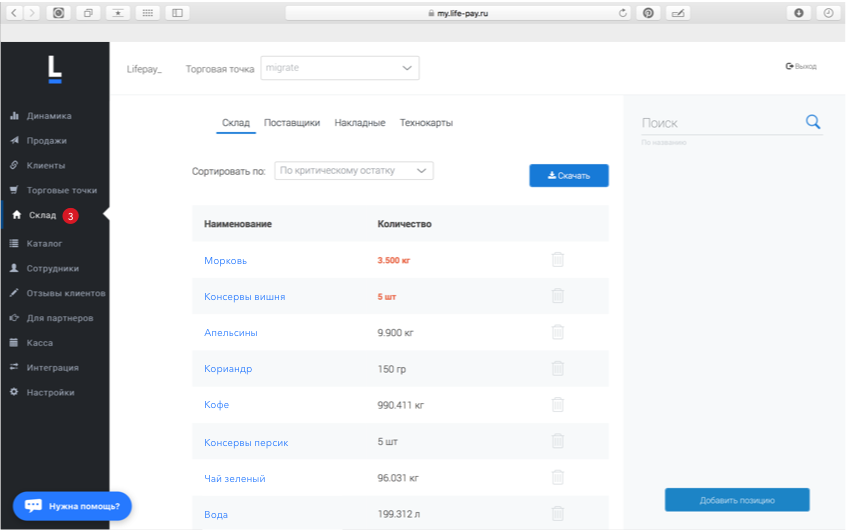 my.life-pay.ru
L
Lifepay_ Торговая точка migrate
Выход
Динамика
Продажи
Клиенты
Торговые точки
Склад 3
Каталог
Сотрудники
Отзывы клиентов
Для партнеров
Касса
Интеграция
Настройки
Нужна помощь?
Склад Поставщики Накладные Технокарты
Сортировать по: По критическому остатку
Скачать
Наименование Количество
Морковь 3.500 кг
Консервы вишня 5 шт
Апельсины 9.900 кг
Кориандр 150 гр
Кофе 990.411 кг
Консервы персик 5 шт
Чай зеленый 96.031 кг
Вода 199.312 л
Поиск
По названию
Добавить позицию